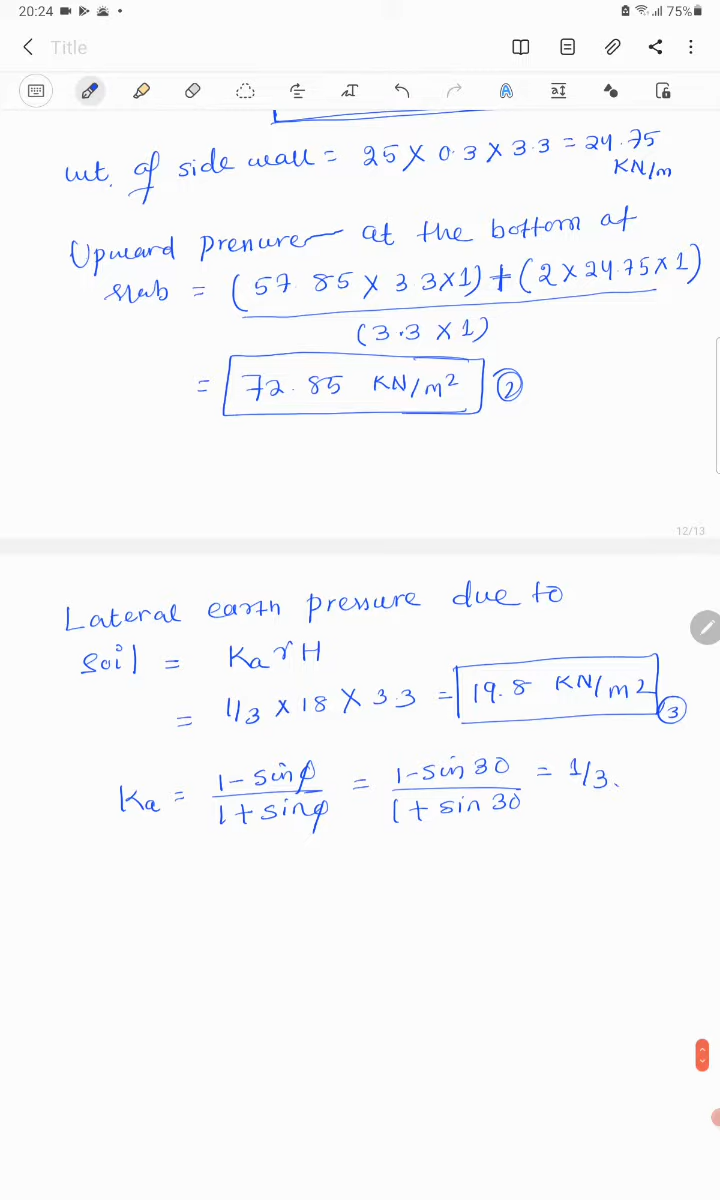 20:24
75%
Title
wt. of side wall = 25 X 0.3 X 3.3 = 24.75
KN/m
Upward Pressure at the bottom of
slab = (57.85 X 3.3X1) + (2 X 24.75 X 1)
(3.3 X 1)
= 72.85 KN/m2 2
12/13
Lateral earth pressure due to
Soil = Ka γ H
= 1/3 X 18 X 3.3 = 19.8 KN/m2 3
Ka = 1-sinφ = 1-sin 30 = 1/3.
1+sinφ 1+ sin 30